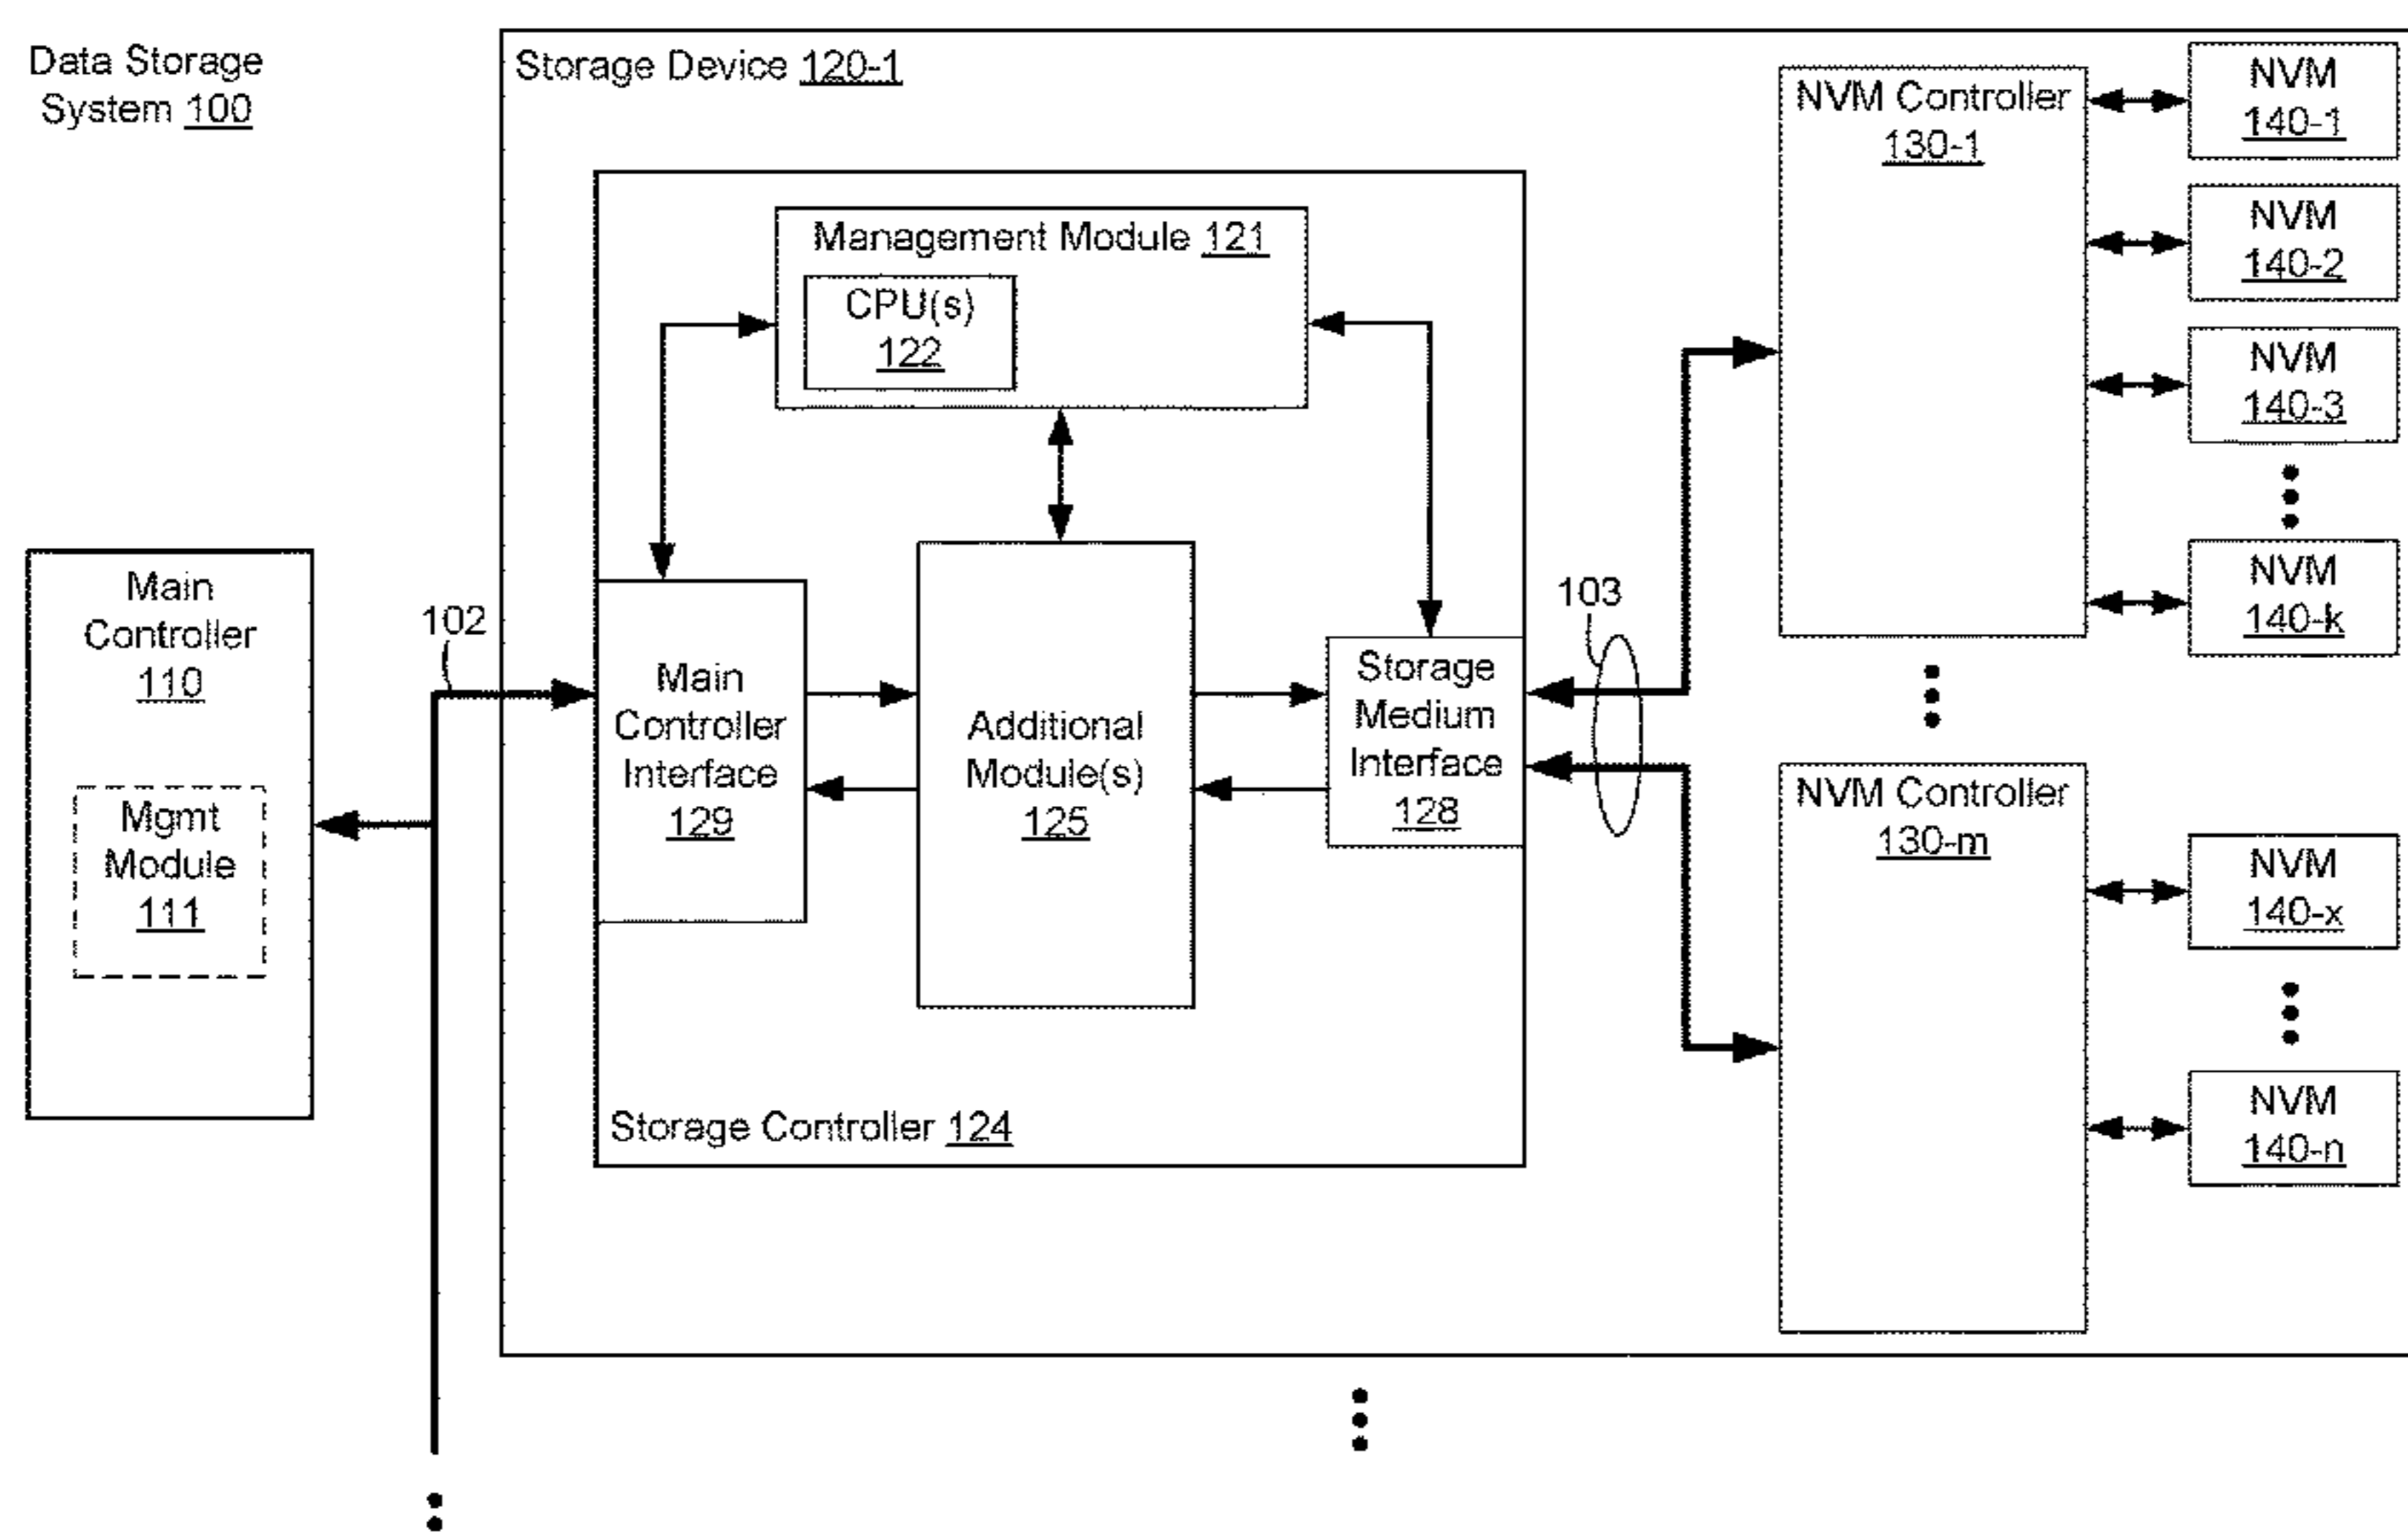 Data Storage
System 100
Storage Device 120-1
Management Module 121
CPU(s)
122
Main
Controller
110
Mgmt
Module
111
102
Main
Controller
Interface
129
Additional
Module(s)
125
Storage
Medium
Interface
128
Storage Controller 124
103
NVM Controller
130-1
NVM
140-1
NVM
140-2
NVM
140-3
NVM
140-k
NVM Controller
130-m
NVM
140-x
NVM
140-n